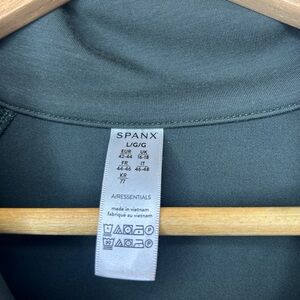 SPANX
L/G/G
EUR UK
42-44 16-18
FR IT
44-46 46-48
KR
77
AIRESSENTIALS
made in vietnam
fabriqué au vietnam